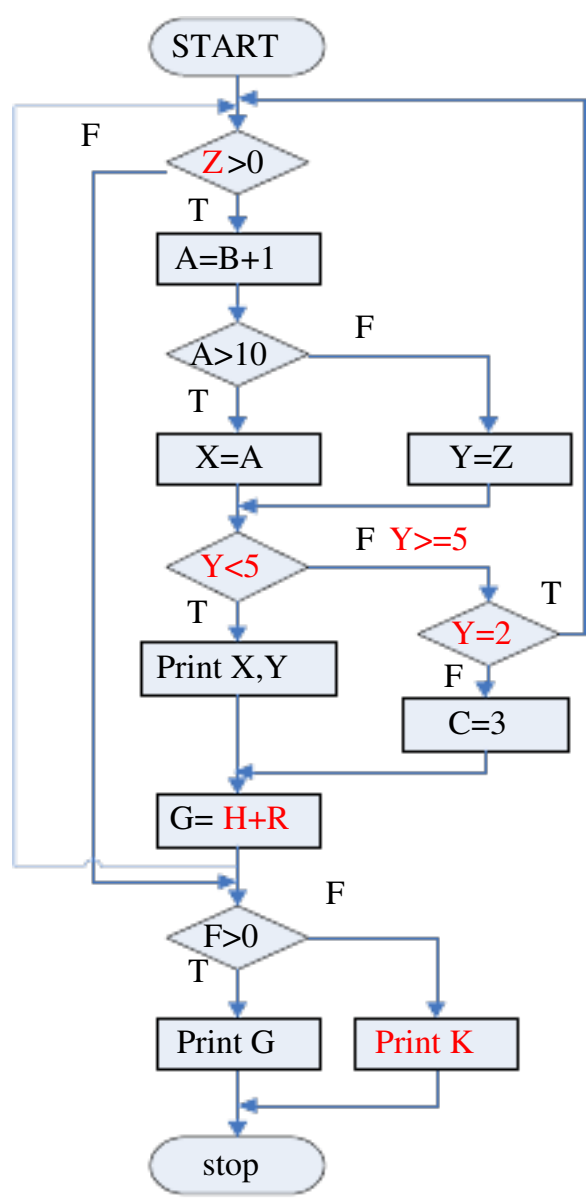 START
F
Z >0
T
A=B+1
F
A>10
T
X=A
Y=Z
F Y>=5
Y<5
T
T
Y=2
Print X,Y
F
C=3
G= H+R
F
F>0
T
Print G
Print K
stop